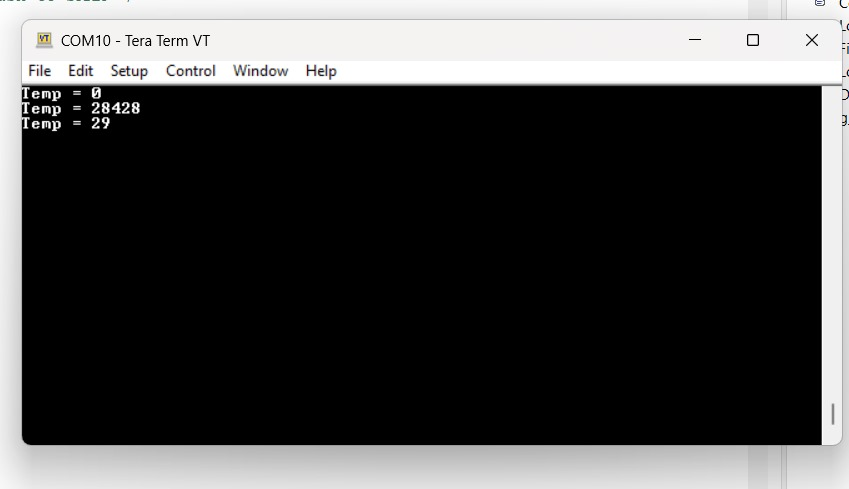 COM10 - Tera Term VT
File Edit Setup Control Window Help
Temp = 0
Temp = 28428
Temp = 29